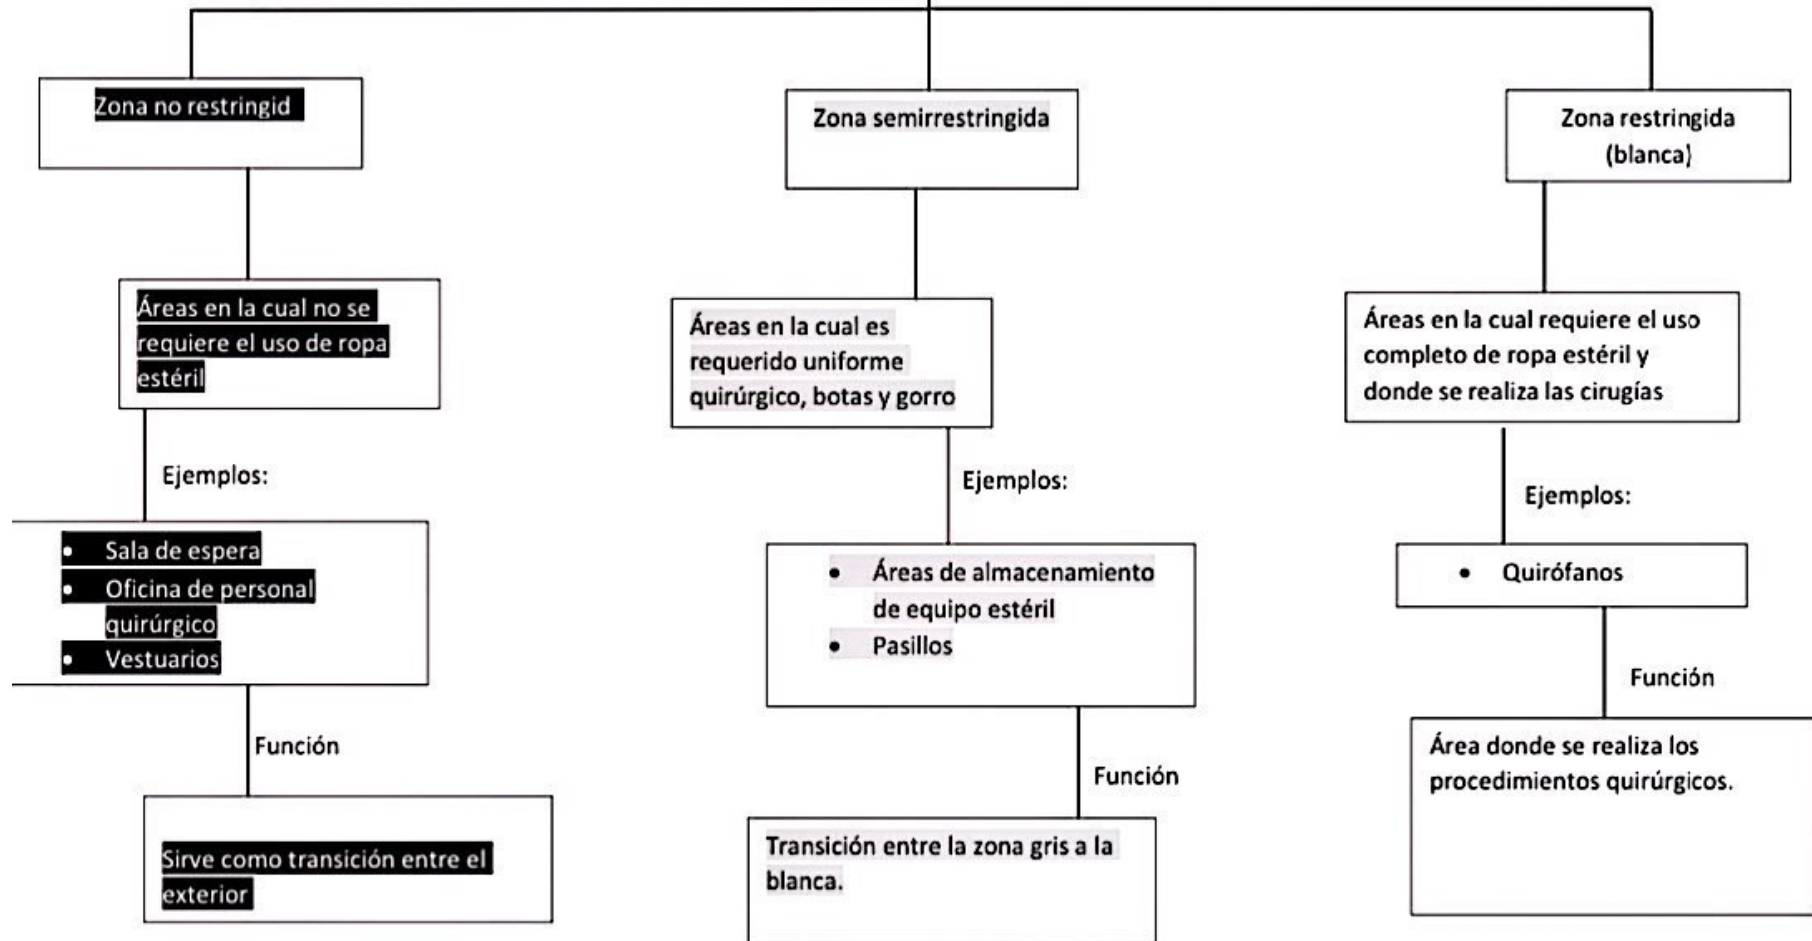 Zona no restringid
Áreas en la cual no se
requiere el uso de ropa
estéril
Ejemplos:
• Sala de espera
• Oficina de personal
quirúrgico
• Vestuarios
Función
Sirve como transición entre el
exterior
Zona semirrestringida
Áreas en la cual es
requerido uniforme
quirúrgico, botas y gorro
Ejemplos:
• Áreas de almacenamiento
de equipo estéril
• Pasillos
Función
Transición entre la zona gris a la
blanca.
Zona restringida
(blanca)
Áreas en la cual requiere el uso
completo de ropa estéril y
donde se realiza las cirugías
Ejemplos:
• Quirófanos
Función
Área donde se realiza los
procedimientos quirúrgicos.